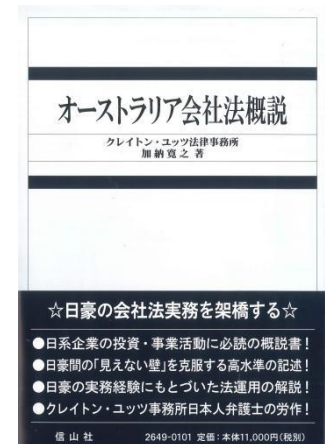 オーストラリア会社法概説
クレイトン・ユッツ法律事務所
加納寛之 著
☆日豪の会社法実務を架橋する☆
●日系企業の投資・事業活動に必読の概説書！
●日豪間の「見えない壁」を克服する高水準の記述！
●日豪の実務経験にもとづいた法運用の解説！
●クレイトン・ユッツ事務所日本人弁護士の労作！
信山社 2649-0101 定価：本体11,000円(税別)